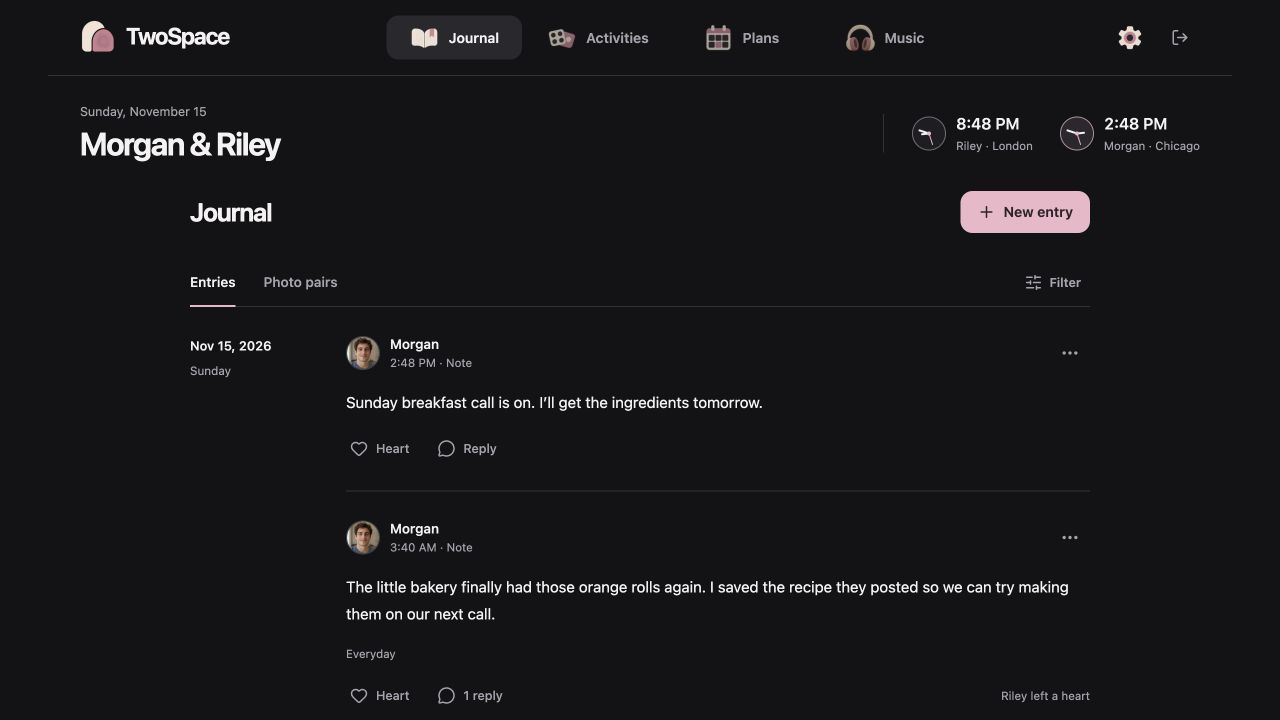 TwoSpace
Journal
Activities
Plans
Music
Sunday, November 15
Morgan & Riley
8:48 PM
Riley · London
2:48 PM
Morgan · Chicago
Journal
New entry
Entries
Photo pairs
Filter
Nov 15, 2026
Sunday
Morgan
2:48 PM · Note
Sunday breakfast call is on. I’ll get the ingredients tomorrow.
Heart
Reply
Morgan
3:40 AM · Note
The little bakery finally had those orange rolls again. I saved the recipe they posted so we can try making
them on our next call.
Everyday
Heart
1 reply
Riley left a heart